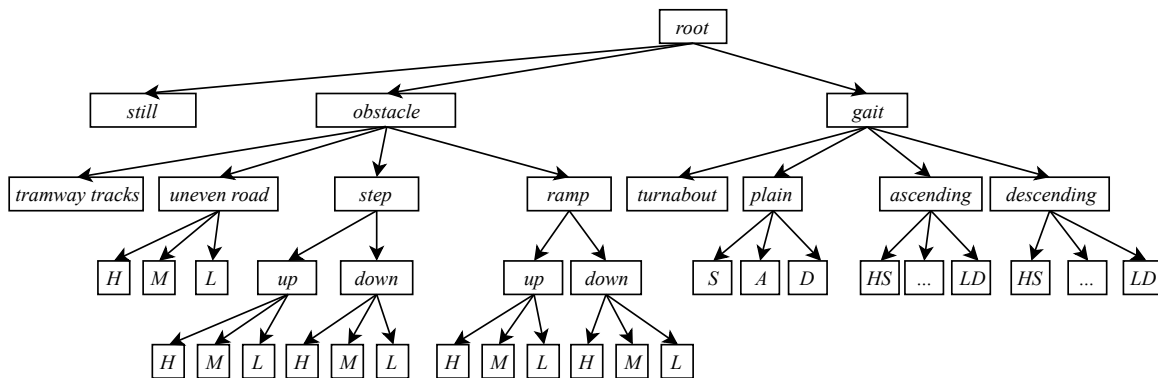 root
still obstacle gait
tramway tracks uneven road step ramp turnabout plain ascending descending
H M L up down up down S A D HS ... LD HS ... LD
H M L H M L H M L H M L